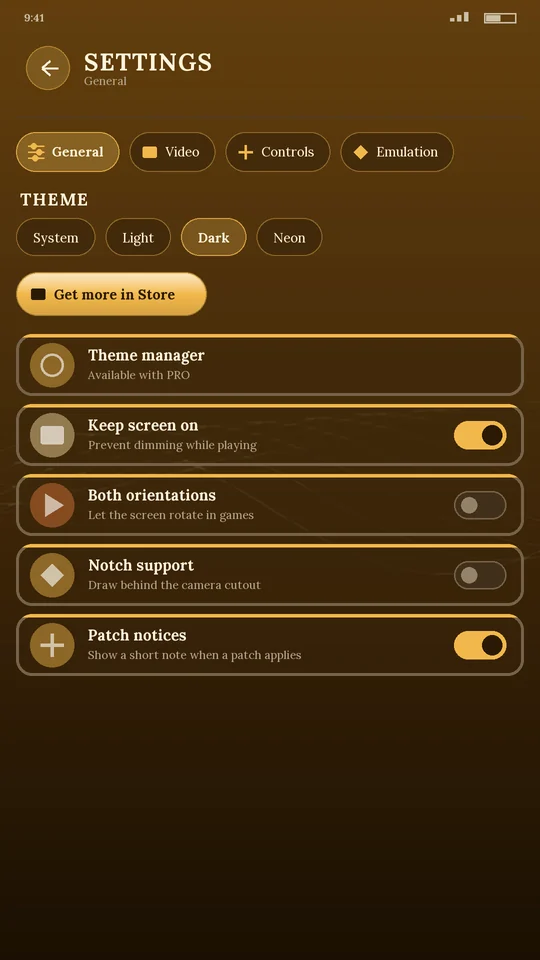 9:41
SETTINGS
General
General Video Controls Emulation
THEME
System Light Dark Neon
Get more in Store
Theme manager
Available with PRO
Keep screen on
Prevent dimming while playing
Both orientations
Let the screen rotate in games
Notch support
Draw behind the camera cutout
Patch notices
Show a short note when a patch applies